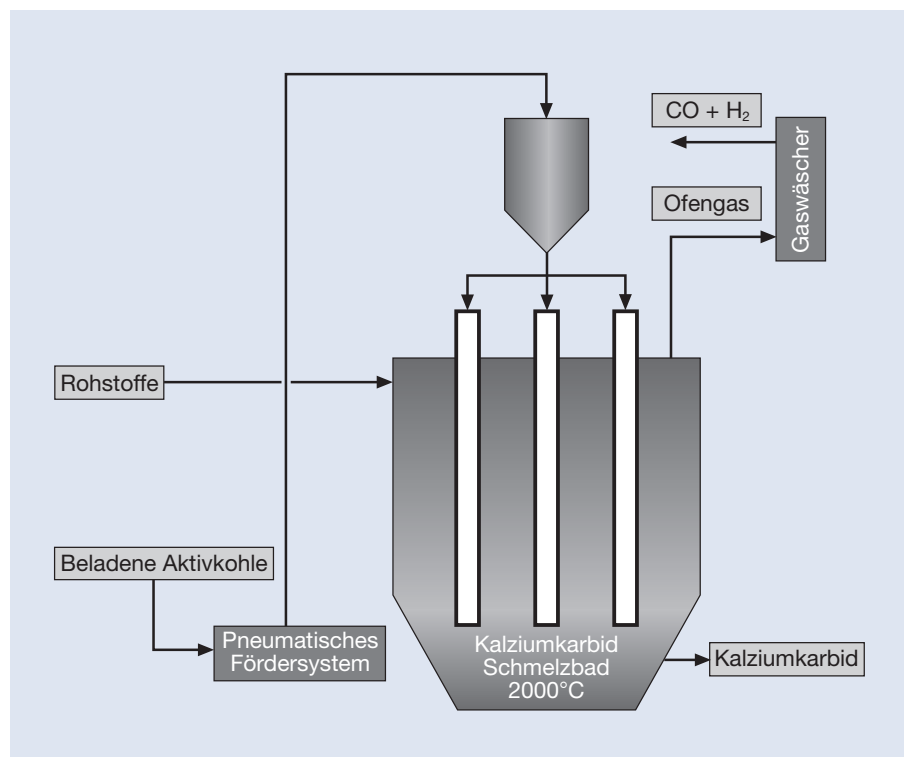 CO + H₂
Gaswäscher
Ofengas
Rohstoffe
Beladene Aktivkohle
Pneumatisches
Fördersystem
Kalziumkarbid
Schmelzbad
2000°C
Kalziumkarbid